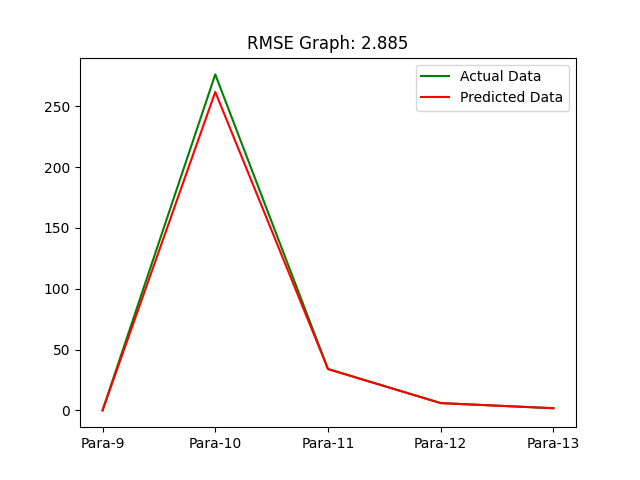 RMSE Graph: 2.885
Actual Data
Predicted Data
250
200
150
100
50
0
Para-9
Para-10
Para-11
Para-12
Para-13